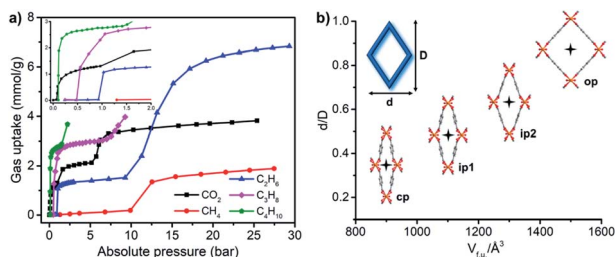 a)
Gas uptake (mmol/g)
8
6
4
2
0
0
5
10
15
20
25
30
Absolute pressure (bar)
3
2
1
0
0.0
0.5
1.0
1.5
2.0
CO2
CH4
C2H6
C3H8
C4H10
b)
d/D
1.0
0.8
0.6
0.4
0.2
800
1000
1200
1400
1600
Vf.u./Å3
D
d
cp
ip1
ip2
op